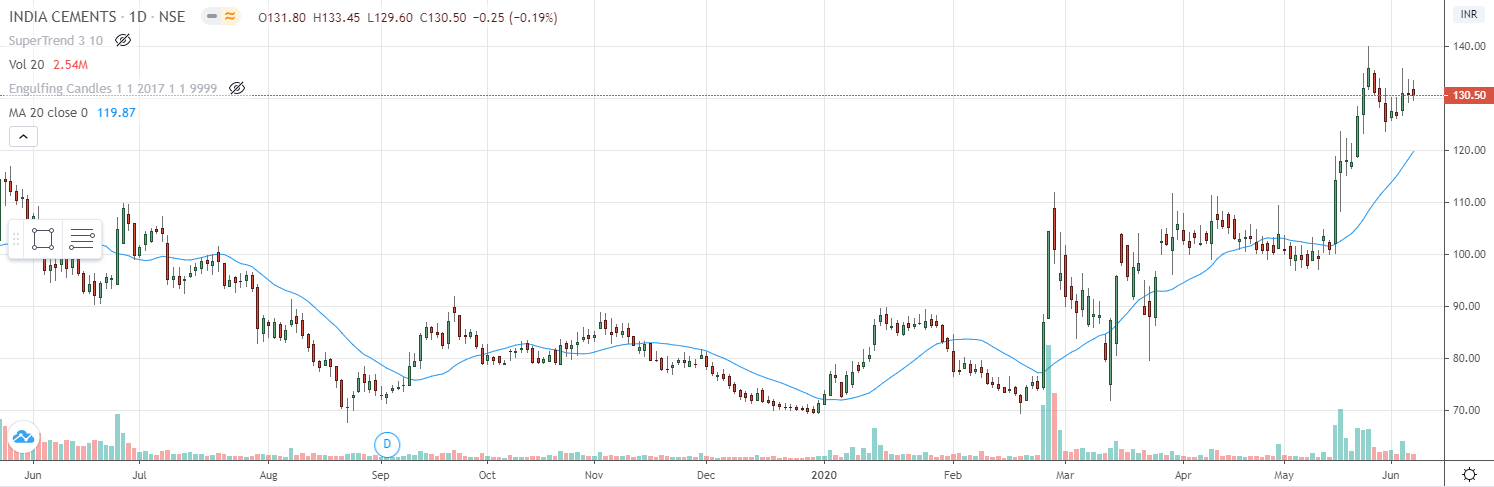 INDIA CEMENTS · 1D · NSE O131.80 H133.45 L129.60 C130.50 −0.25 (−0.19%)
INR
SuperTrend 3 10
140.00
Vol 20 2.54M
Engulfing Candles 1 1 2017 1 1 9999
130.50
MA 20 close 0 119.87
120.00
110.00
100.00
90.00
80.00
70.00
D
Jun Jul Aug Sep Oct Nov Dec 2020 Feb Mar Apr May Jun